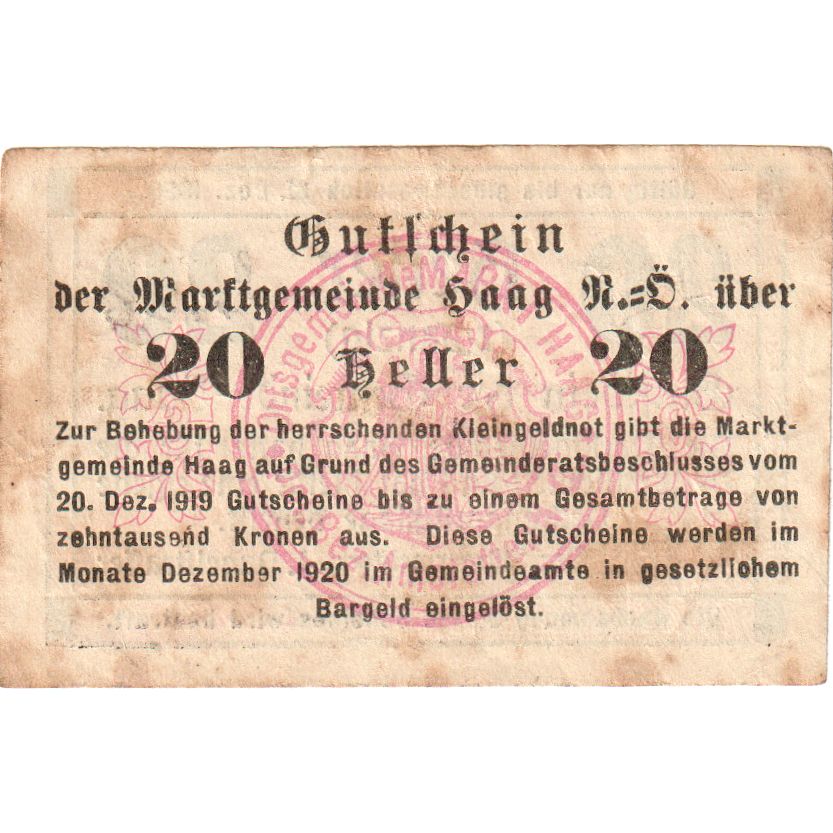 Gutschein
der Marktgemeinde Haag N.=Ö. über
20 Heller 20
Zur Behebung der herrschenden Kleingeldnot gibt die Markt-
gemeinde Haag auf Grund des Gemeinderatsbeschlusses vom
20. Dez. 1919 Gutscheine bis zu einem Gesamtbetrage von
zehntausend Kronen aus. Diese Gutscheine werden im
Monate Dezember 1920 im Gemeindeamte in gesetzlichem
Bargeld eingelöst.